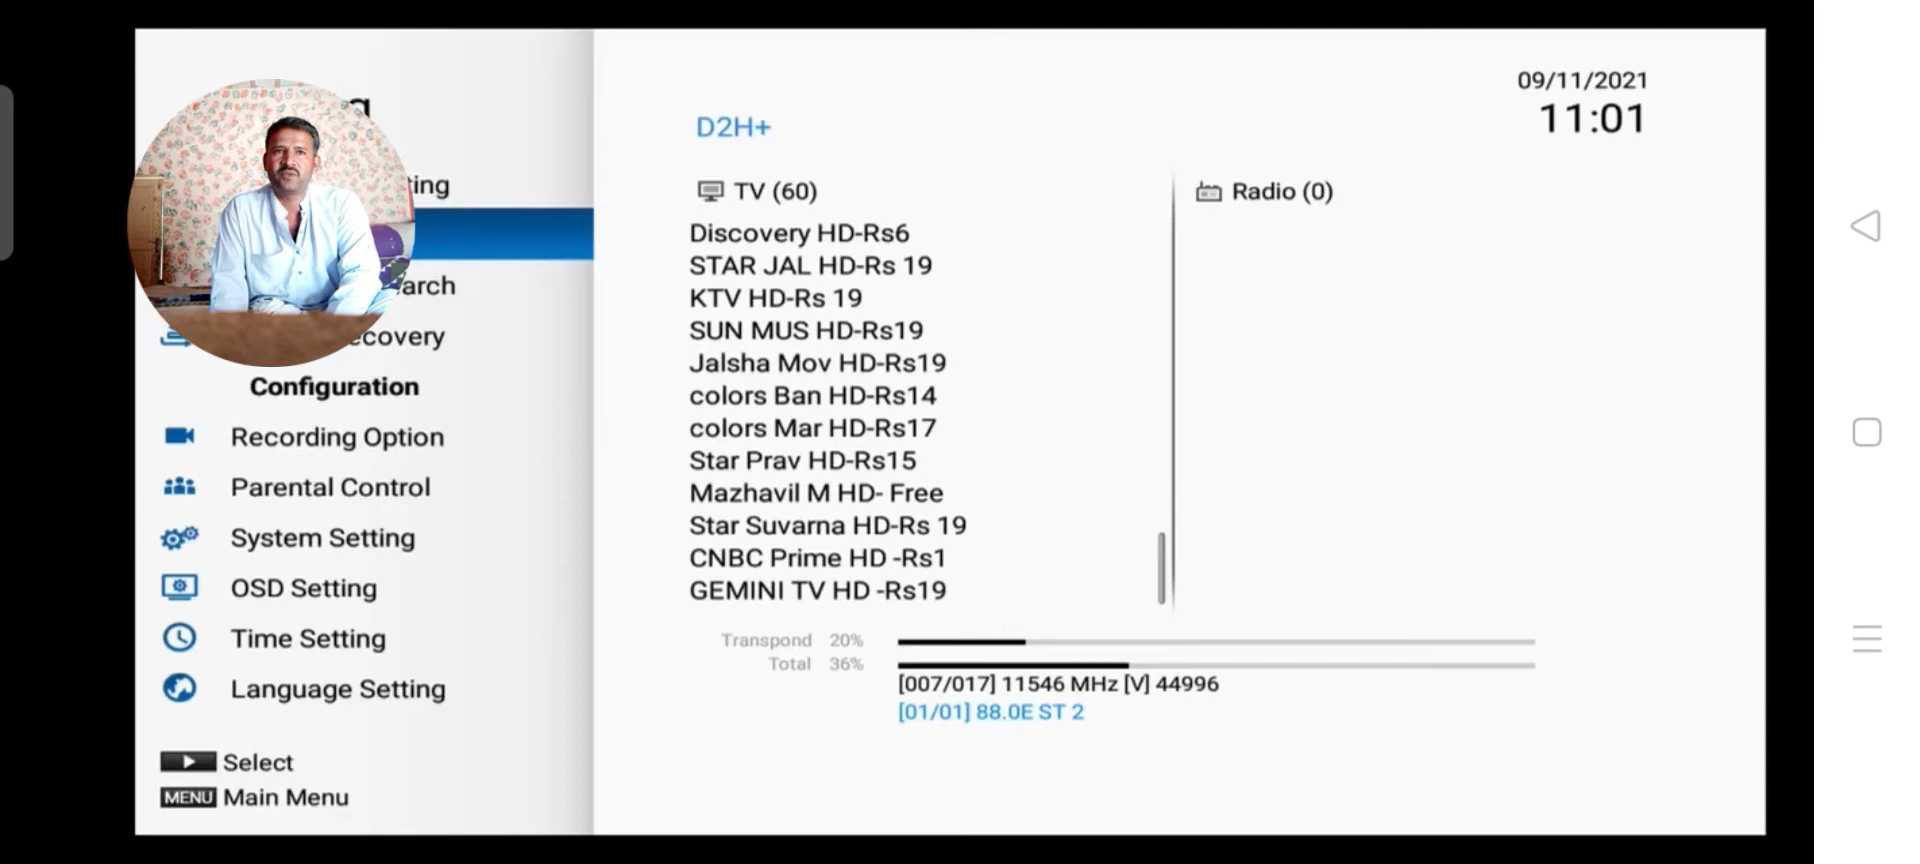 Configuration
Recording Option
Parental Control
System Setting
OSD Setting
Time Setting
Language Setting
Select
MENU Main Menu
09/11/2021
11:01
D2H+
TV (60)
Discovery HD-Rs6
STAR JAL HD-Rs 19
KTV HD-Rs 19
SUN MUS HD-Rs19
Jalsha Mov HD-Rs19
colors Ban HD-Rs14
colors Mar HD-Rs17
Star Prav HD-Rs15
Mazhavil M HD- Free
Star Suvarna HD-Rs 19
CNBC Prime HD -Rs1
GEMINI TV HD -Rs19
Radio (0)
Transpond 20%
Total 36%
[007/017] 11546 MHz [V] 44996
[01/01] 88.0E ST 2